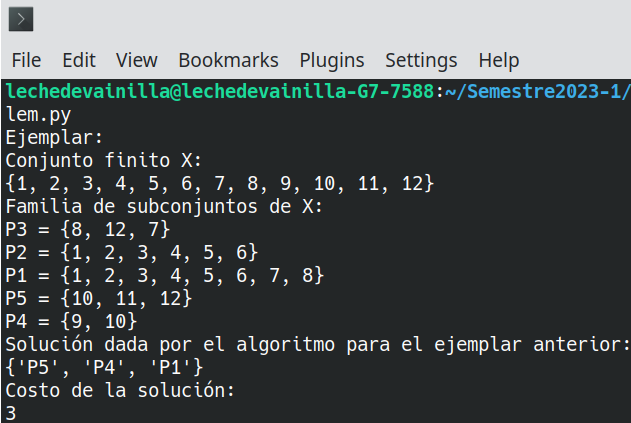 File Edit View Bookmarks Plugins Settings Help
lechedevainilla@lechedevainilla-G7-7588:~/Semestre2023-1/
lem.py
Ejemplar:
Conjunto finito X:
{1, 2, 3, 4, 5, 6, 7, 8, 9, 10, 11, 12}
Familia de subconjuntos de X:
P3 = {8, 12, 7}
P2 = {1, 2, 3, 4, 5, 6}
P1 = {1, 2, 3, 4, 5, 6, 7, 8}
P5 = {10, 11, 12}
P4 = {9, 10}
Solución dada por el algoritmo para el ejemplar anterior:
{'P5', 'P4', 'P1'}
Costo de la solución:
3